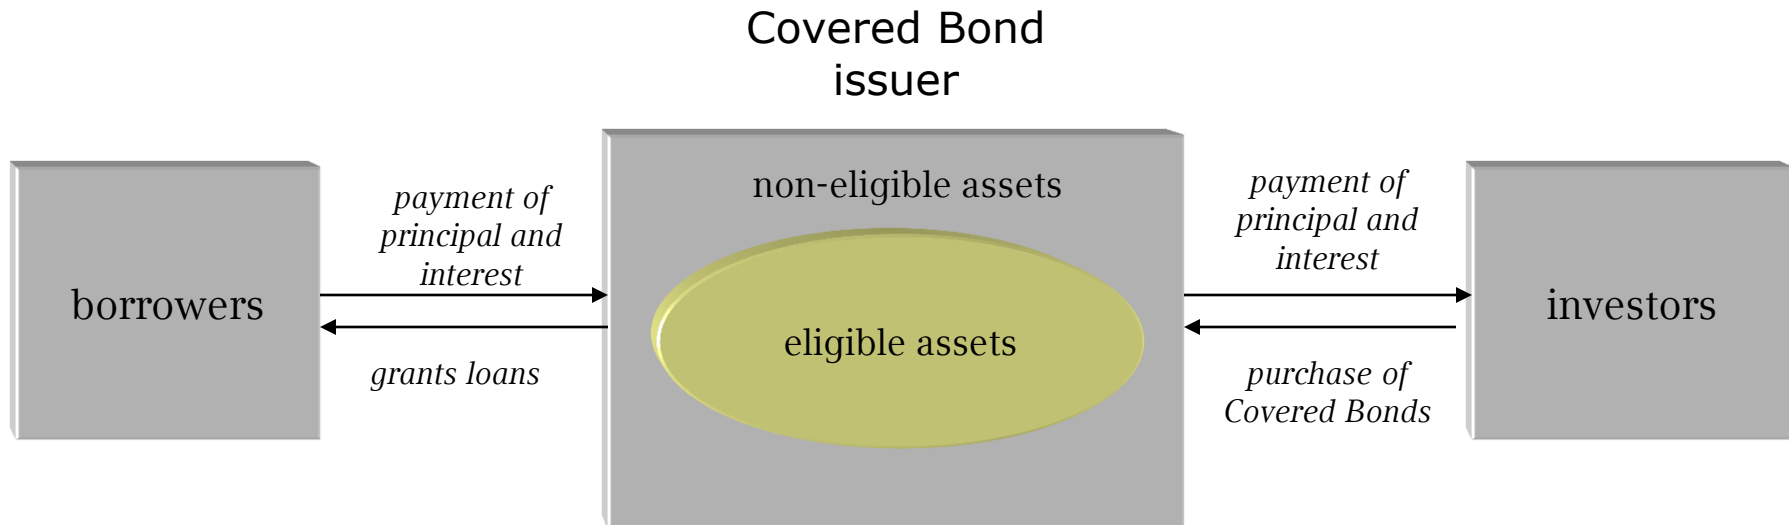 Covered Bond
issuer
borrowers
payment of
principal and
interest
grants loans
non-eligible assets
eligible assets
payment of
principal and
interest
purchase of
Covered Bonds
investors